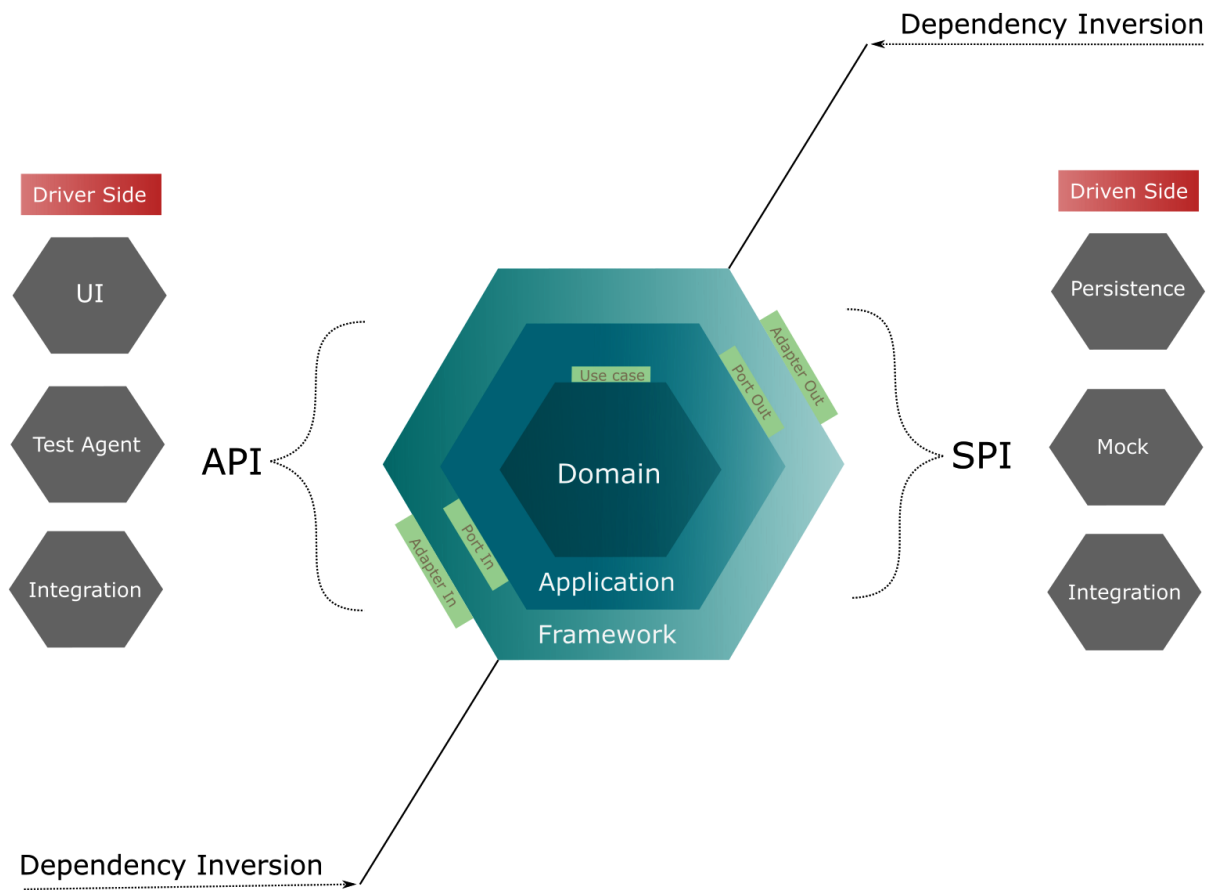 Dependency Inversion
Driver Side
Driven Side
UI
Persistence
Adapter Out
Port Out
Use case
Test Agent
API
Domain
SPI
Mock
Port In
Adapter In
Application
Integration
Integration
Framework
Dependency Inversion